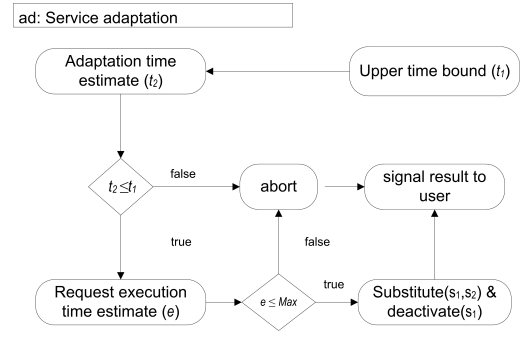 ad: Service adaptation
Adaptation time
estimate (t₂)
Upper time bound (t₁)
t₂≤t₁
false
abort
signal result to
user
true
false
Request execution
time estimate (e)
e ≤ Max
true
Substitute(s₁,s₂) &
deactivate(s₁)